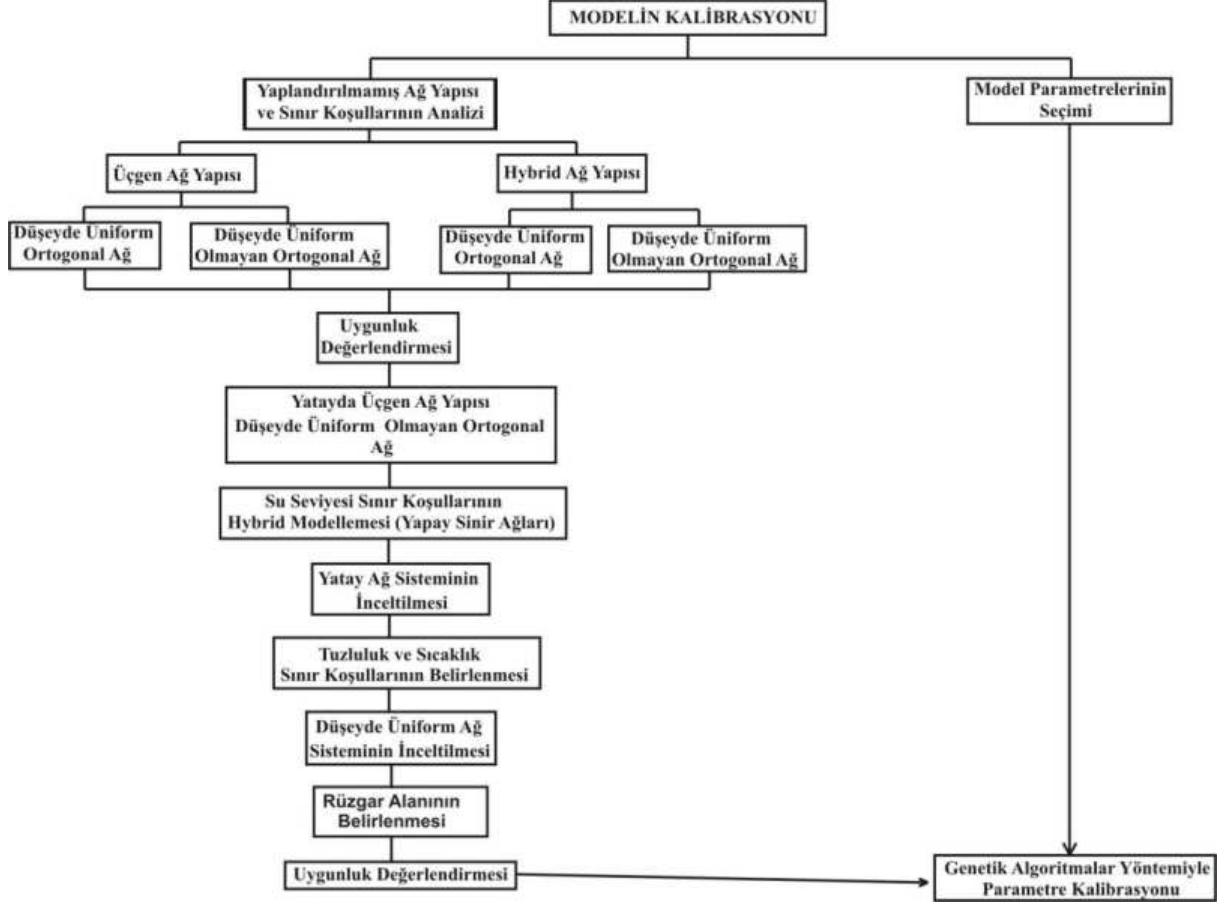 MODELİN KALİBRASYONU
Yaplandırılmamış Ağ Yapısı
ve Sınır Koşullarının Analizi
Model Parametrelerinin
Seçimi
Üçgen Ağ Yapısı
Hybrid Ağ Yapısı
Düşeyde Üniform
Ortogonal Ağ
Düşeyde Üniform
Olmayan Ortogonal Ağ
Düşeyde Üniform
Ortogonal Ağ
Düşeyde Üniform
Olmayan Ortogonal Ağ
Uygunluk
Değerlendirmesi
Yatayda Üçgen Ağ Yapısı
Düşeyde Üniform Olmayan Ortogonal
Ağ
Su Seviyesi Sınır Koşullarının
Hybrid Modellemesi (Yapay Sinir Ağları)
Yatay Ağ Sisteminin
İnceltilmesi
Tuzluluk ve Sıcaklık
Sınır Koşullarının Belirlenmesi
Düşeyde Üniform Ağ
Sisteminin İnceltilmesi
Rüzgar Alanının
Belirlenmesi
Uygunluk Değerlendirmesi
Genetik Algoritmalar Yöntemiyle
Parametre Kalibrasyonu